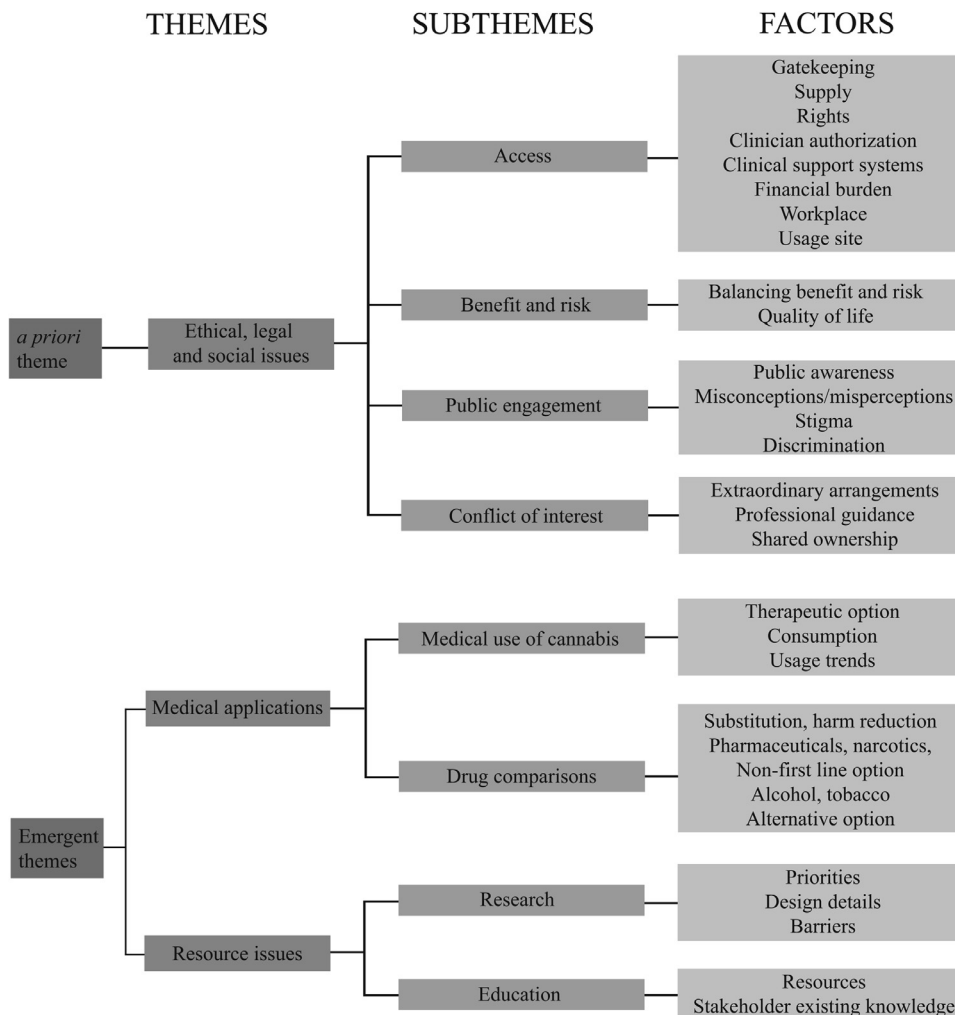 THEMES
SUBTHEMES
FACTORS
a priori
theme
Ethical, legal
and social issues
Access
Gatekeeping
Supply
Rights
Clinician authorization
Clinical support systems
Financial burden
Workplace
Usage site
Benefit and risk
Balancing benefit and risk
Quality of life
Public engagement
Public awareness
Misconceptions/misperceptions
Stigma
Discrimination
Conflict of interest
Extraordinary arrangements
Professional guidance
Shared ownership
Emergent
themes
Medical applications
Medical use of cannabis
Therapeutic option
Consumption
Usage trends
Drug comparisons
Substitution, harm reduction
Pharmaceuticals, narcotics,
Non-first line option
Alcohol, tobacco
Alternative option
Resource issues
Research
Priorities
Design details
Barriers
Education
Resources
Stakeholder existing knowledge